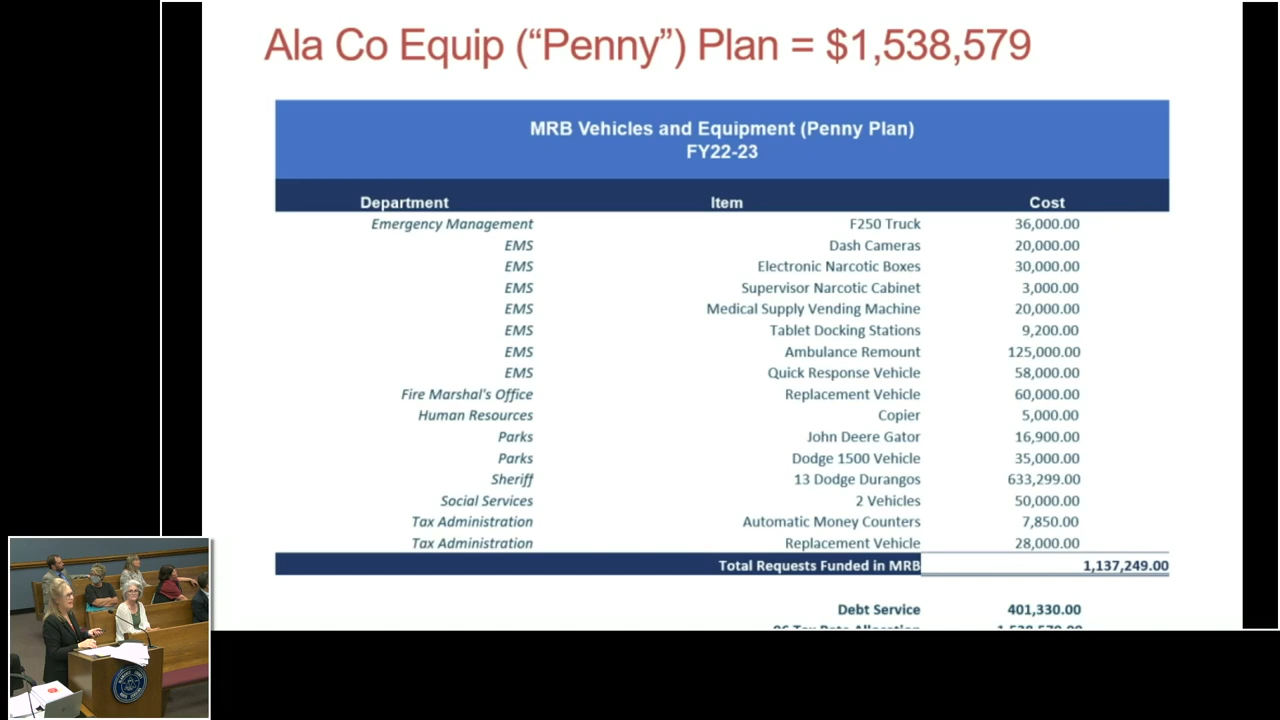 Ala Co Equip (“Penny”) Plan = $1,538,579
MRB Vehicles and Equipment (Penny Plan)
FY22-23
Department Item Cost
Emergency Management F250 Truck 36,000.00
EMS Dash Cameras 20,000.00
EMS Electronic Narcotic Boxes 30,000.00
EMS Supervisor Narcotic Cabinet 3,000.00
EMS Medical Supply Vending Machine 20,000.00
EMS Tablet Docking Stations 9,200.00
EMS Ambulance Remount 125,000.00
EMS Quick Response Vehicle 58,000.00
Fire Marshal's Office Replacement Vehicle 60,000.00
Human Resources Copier 5,000.00
Parks John Deere Gator 16,900.00
Parks Dodge 1500 Vehicle 35,000.00
Sheriff 13 Dodge Durangos 633,299.00
Social Services 2 Vehicles 50,000.00
Tax Administration Automatic Money Counters 7,850.00
Tax Administration Replacement Vehicle 28,000.00
Total Requests Funded in MRB 1,137,249.00
Debt Service 401,330.00
Tax Rate Allocation 1,538,579.00